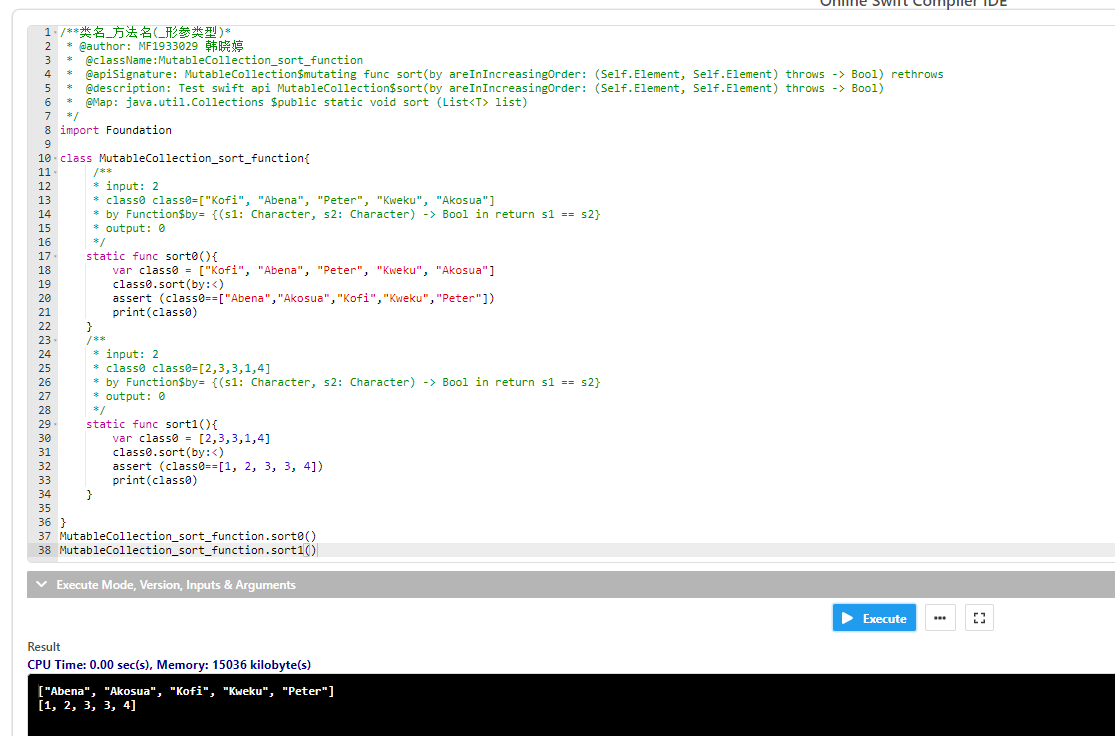 Online Swift Compiler IDE
1 /**类名_方法名(_形参类型)*
2 * @author: MF1933029 韩晓婷
3 *  @className:MutableCollection_sort_function
4 *  @apiSignature: MutableCollection$mutating func sort(by areInIncreasingOrder: (Self.Element, Self.Element) throws -> Bool) rethrows
5 *  @description: Test swift api MutableCollection$sort(by areInIncreasingOrder: (Self.Element, Self.Element) throws -> Bool)
6 *  @Map: java.util.Collections $public static void sort (List<T> list)
7 */
8 import Foundation
9
10 class MutableCollection_sort_function{
11 /**
12 * input: 2
13 * class0 class0=["Kofi", "Abena", "Peter", "Kweku", "Akosua"]
14 * by Function$by= {(s1: Character, s2: Character) -> Bool in return s1 == s2}
15 * output: 0
16 */
17 static func sort0(){
18 var class0 = ["Kofi", "Abena", "Peter", "Kweku", "Akosua"]
19 class0.sort(by:<)
20 assert (class0==["Abena","Akosua","Kofi","Kweku","Peter"])
21 print(class0)
22 }
23 /**
24 * input: 2
25 * class0 class0=[2,3,3,1,4]
26 * by Function$by= {(s1: Character, s2: Character) -> Bool in return s1 == s2}
27 * output: 0
28 */
29 static func sort1(){
30 var class0 = [2,3,3,1,4]
31 class0.sort(by:<)
32 assert (class0==[1, 2, 3, 3, 4])
33 print(class0)
34 }
35
36 }
37 MutableCollection_sort_function.sort0()
38 MutableCollection_sort_function.sort1()
Execute Mode, Version, Inputs & Arguments
Execute
Result
CPU Time: 0.00 sec(s), Memory: 15036 kilobyte(s)
["Abena", "Akosua", "Kofi", "Kweku", "Peter"]
[1, 2, 3, 3, 4]